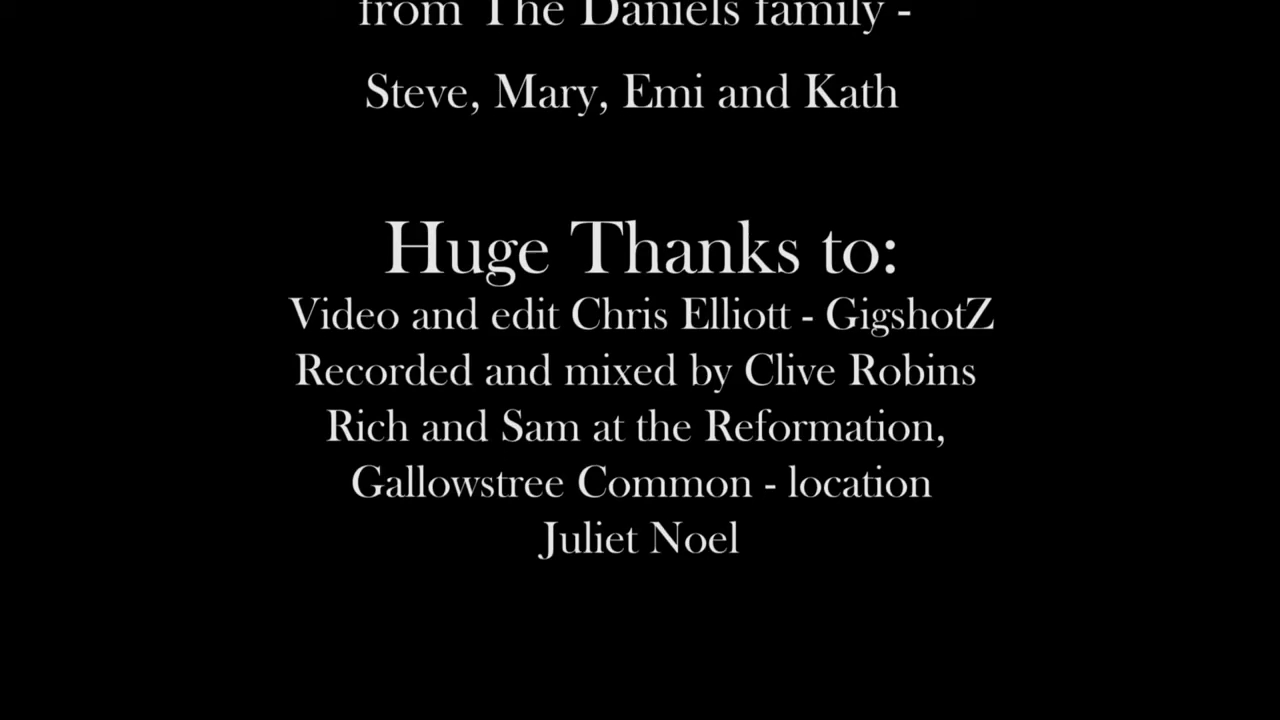 from The Daniels family -
Steve, Mary, Emi and Kath
Huge Thanks to:
Video and edit Chris Elliott - GigshotZ
Recorded and mixed by Clive Robins
Rich and Sam at the Reformation,
Gallowstree Common - location
Juliet Noel